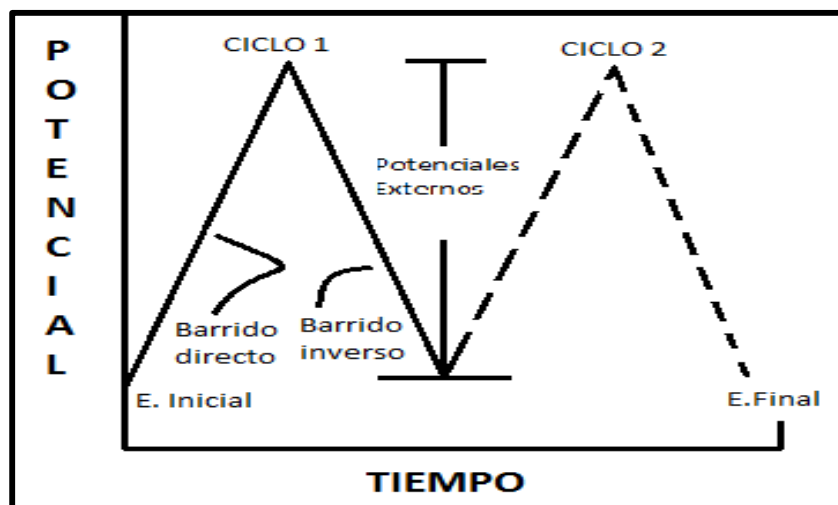 POTENCIAL
CICLO 1
CICLO 2
Potenciales
Externos
Barrido
directo
Barrido
inverso
E. Inicial
E.Final
TIEMPO